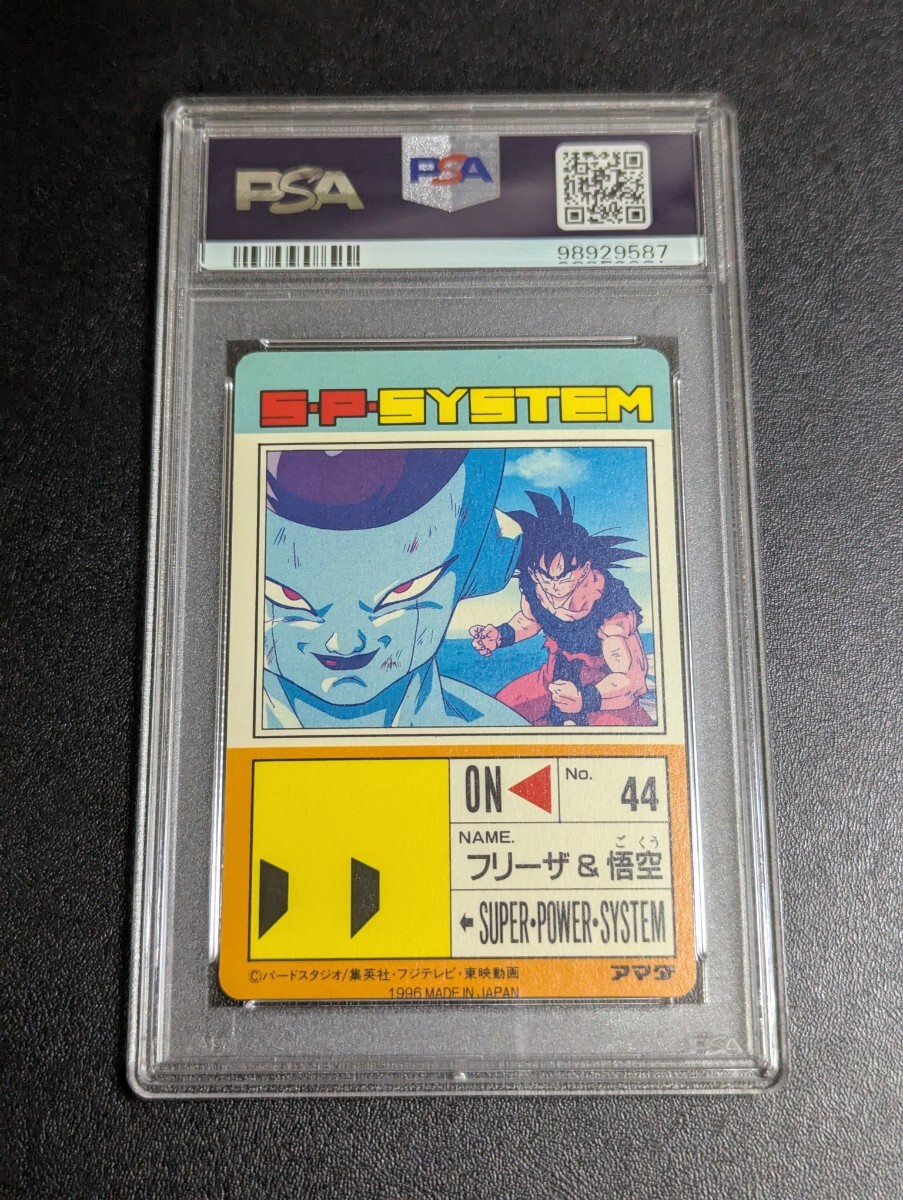 PSA
PSA
98929587
S·P·SYSTEM
ON
No.
44
NAME.
ごくう
フリーザ&悟空
SUPER·POWER·SYSTEM
©バードスタジオ/集英社・フジテレビ・東映動画
アマダ
1996 MADE IN JAPAN
PSA